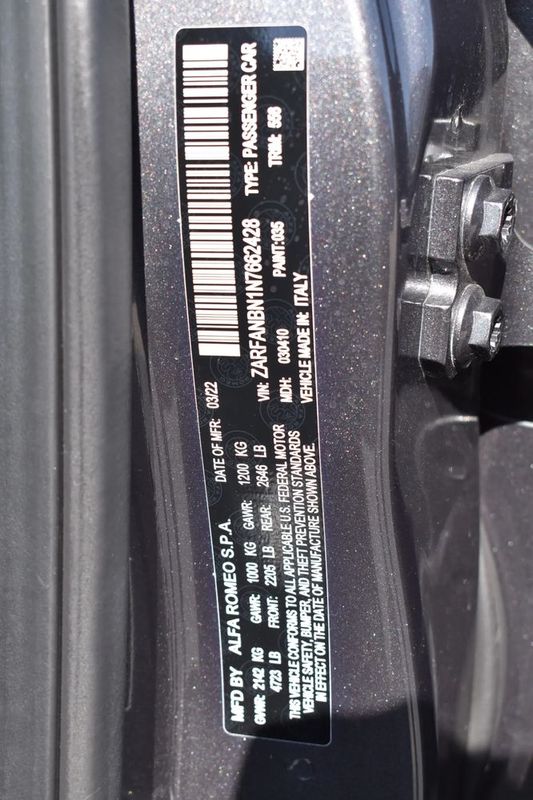 MFD BY ALFA ROMEO S.P.A. DATE OF MFR: 03/22
GVWR: 2142 KG GAWR: 1000 KG GAWR: 1200 KG
4723 LB FRONT: 2205 LB REAR: 2646 LB
THIS VEHICLE CONFORMS TO ALL APPLICABLE U.S. FEDERAL MOTOR
VEHICLE SAFETY, BUMPER, AND THEFT PREVENTION STANDARDS
IN EFFECT ON THE DATE OF MANUFACTURE SHOWN ABOVE.
VIN: ZARFANBN1N7662428 TYPE: PASSENGER CAR
MDH: 030410 PAINT:035 TRIM: 598
VEHICLE MADE IN: ITALY